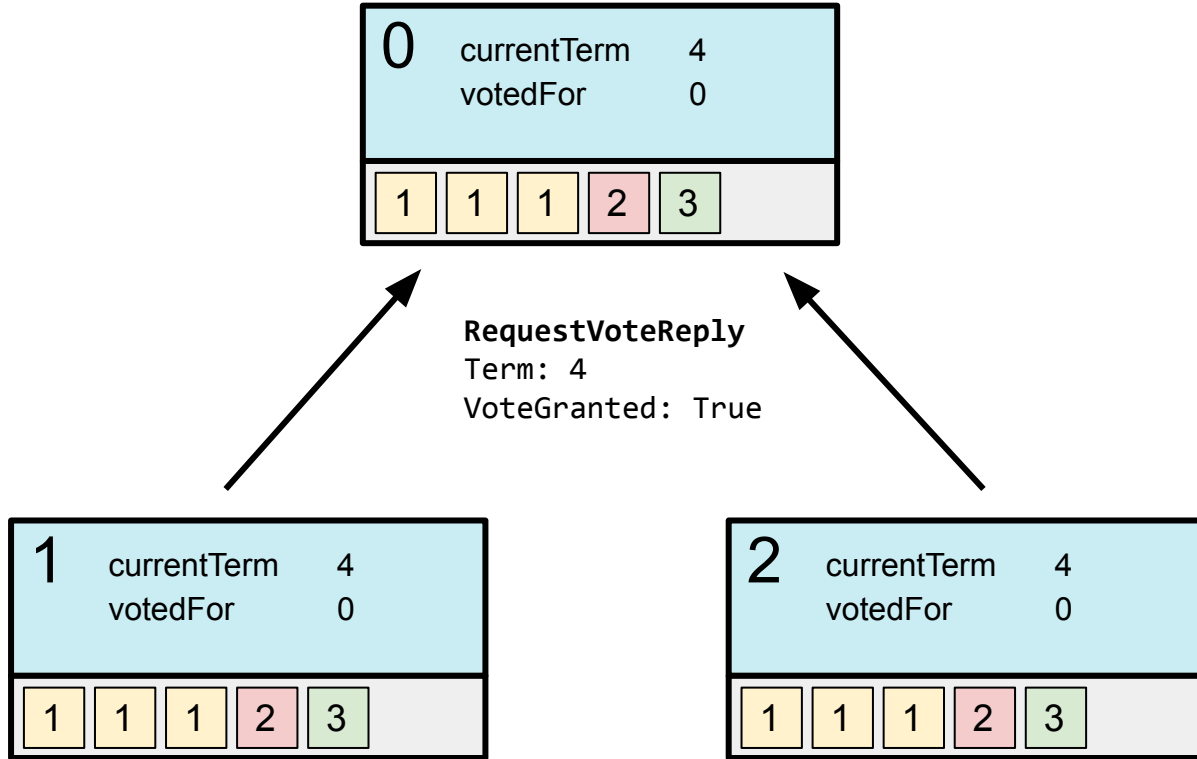 0
currentTerm 4
votedFor 0
1 1 1 2 3
RequestVoteReply
Term: 4
VoteGranted: True
1
currentTerm 4
votedFor 0
1 1 1 2 3
2
currentTerm 4
votedFor 0
1 1 1 2 3